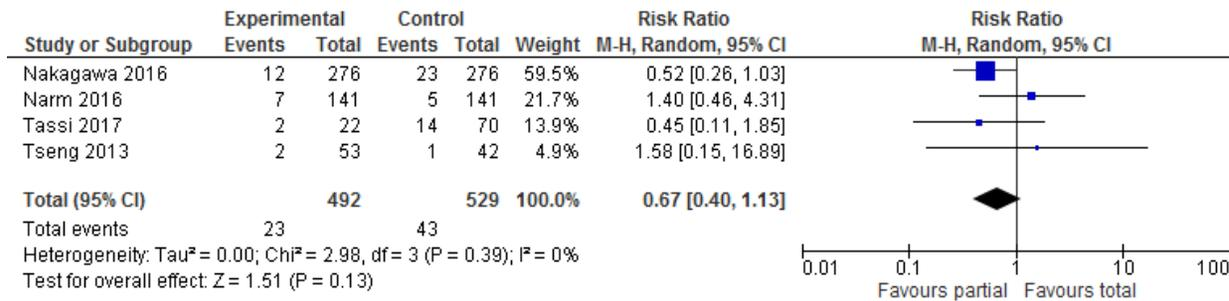 Experimental Control Risk Ratio Risk Ratio
Study or Subgroup Events Total Events Total Weight M-H, Random, 95% CI M-H, Random, 95% CI
Nakagawa 2016 12 276 23 276 59.5% 0.52 [0.26, 1.03]
Narm 2016 7 141 5 141 21.7% 1.40 [0.46, 4.31]
Tassi 2017 2 22 14 70 13.9% 0.45 [0.11, 1.85]
Tseng 2013 2 53 1 42 4.9% 1.58 [0.15, 16.89]
Total (95% CI) 492 529 100.0% 0.67 [0.40, 1.13]
Total events 23 43
Heterogeneity: Tau² = 0.00; Chi² = 2.98, df = 3 (P = 0.39); I² = 0%
Test for overall effect: Z = 1.51 (P = 0.13)
0.01 0.1 1 10 100
Favours partial Favours total